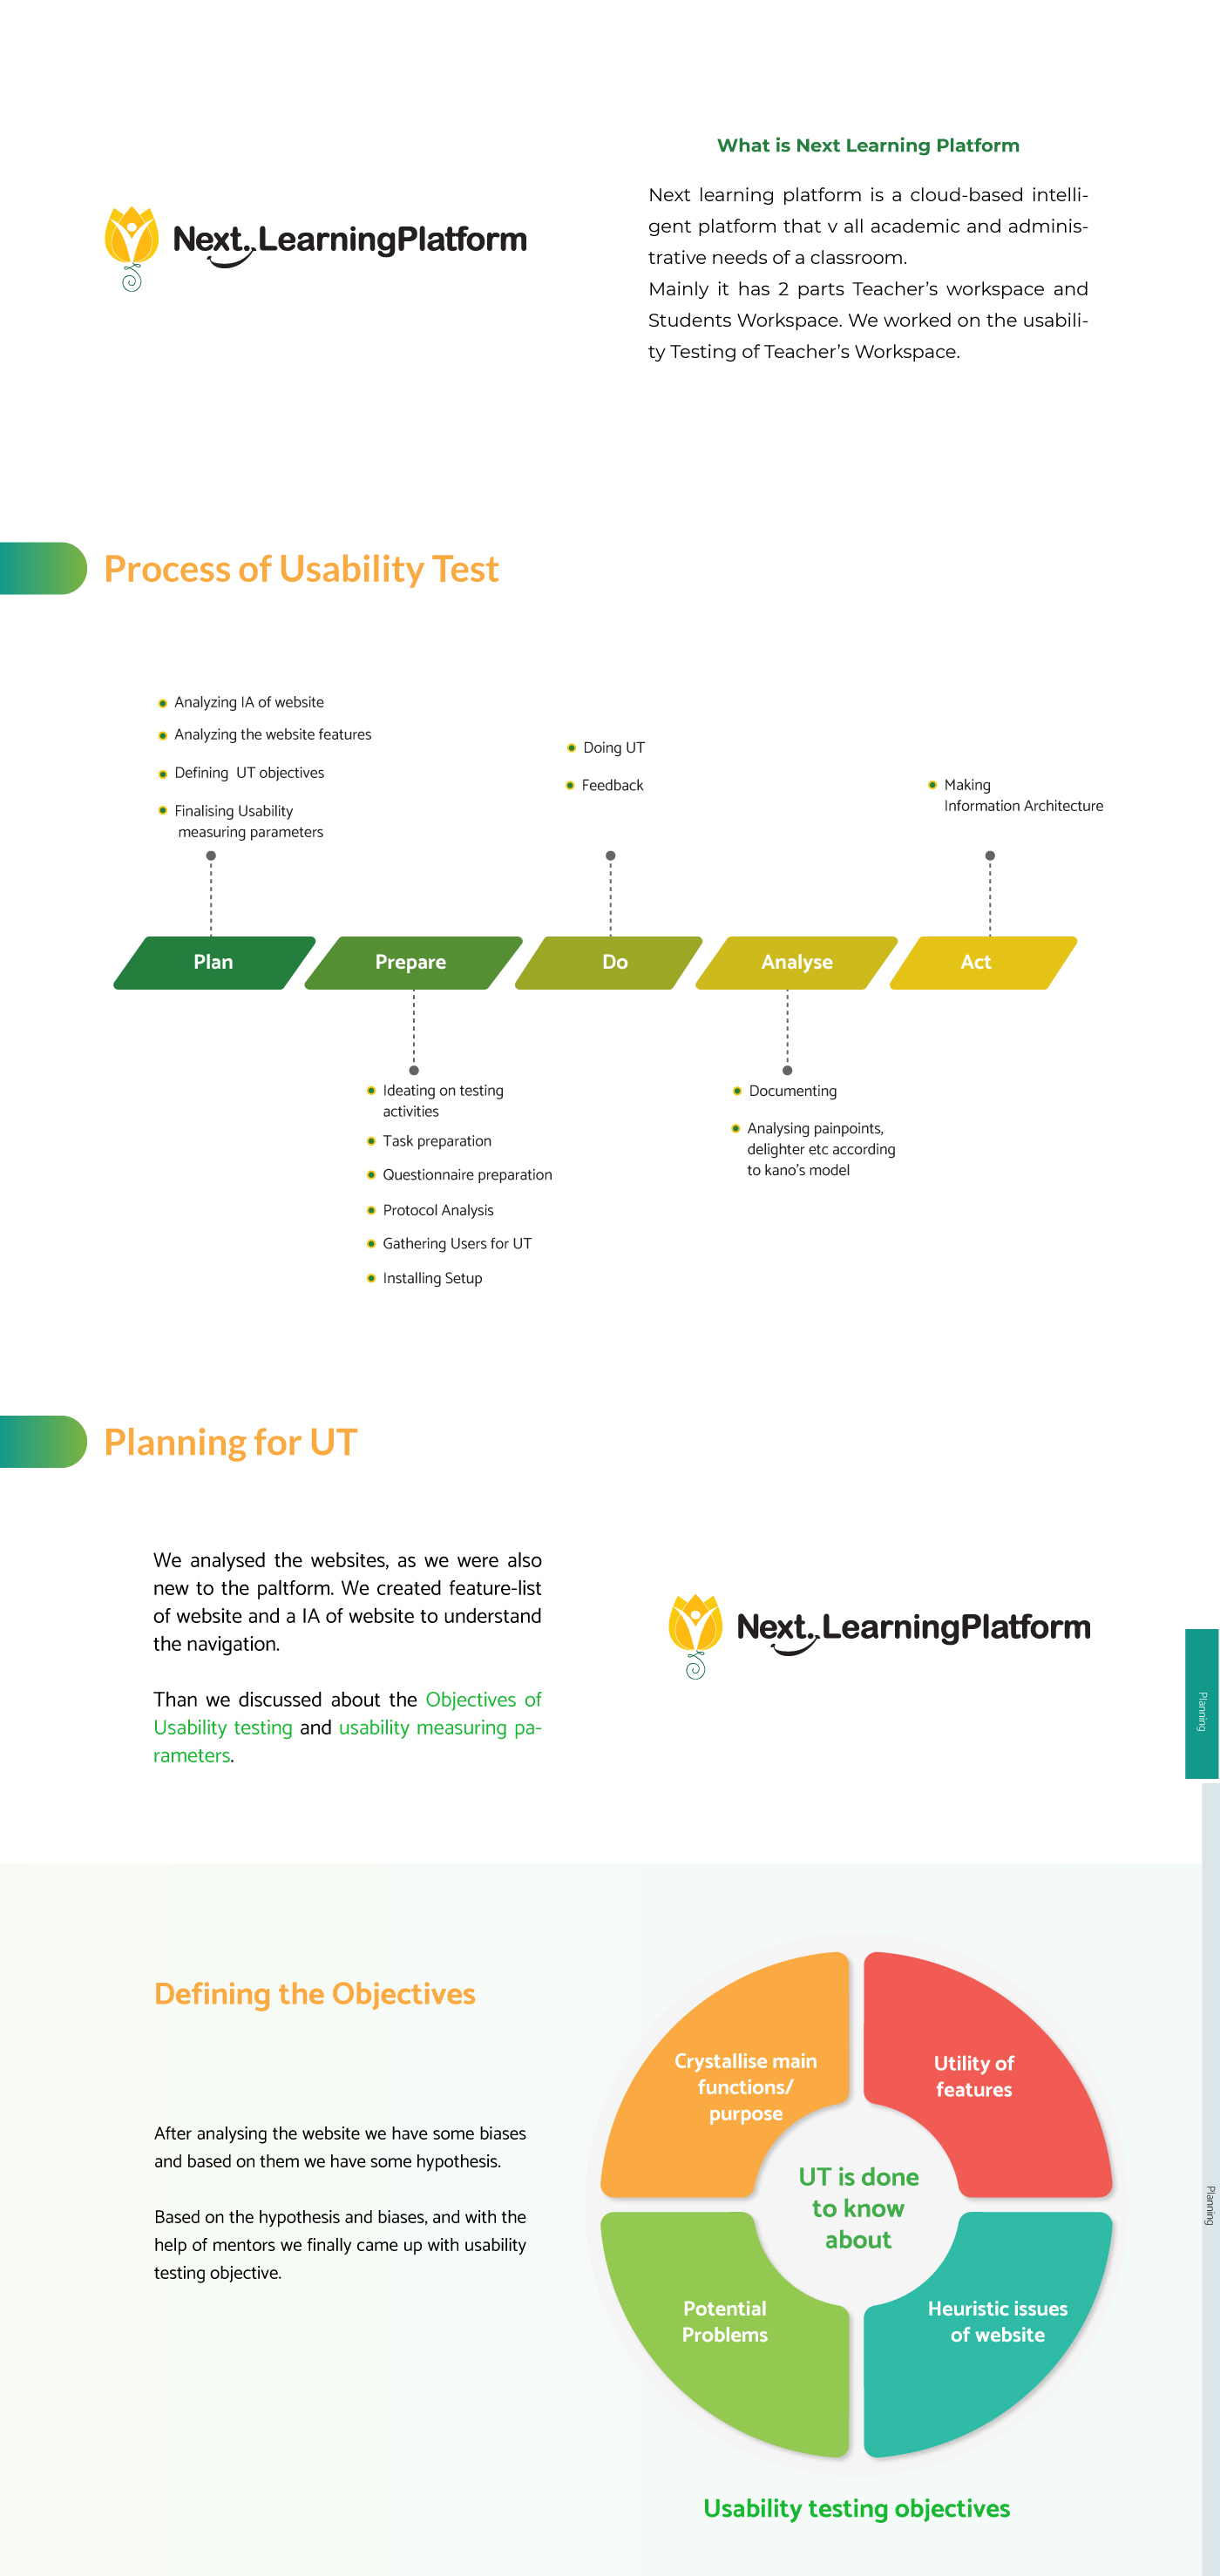 Next. LearningPlatform
What is Next Learning Platform
Next learning platform is a cloud-based intelli-
gent platform that v all academic and adminis-
trative needs of a classroom.
Mainly it has 2 parts Teacher’s workspace and
Students Workspace. We worked on the usabili-
ty Testing of Teacher’s Workspace.
Process of Usability Test
Analyzing IA of website
Analyzing the website features
Defining UT objectives
Finalising Usability
measuring parameters
Doing UT
Feedback
Making
Information Architecture
Plan
Prepare
Do
Analyse
Act
Ideating on testing
activities
Task preparation
Questionnaire preparation
Protocol Analysis
Gathering Users for UT
Installing Setup
Documenting
Analysing painpoints,
delighter etc according
to kano's model
Planning for UT
We analysed the websites, as we were also
new to the paltform. We created feature-list
of website and a IA of website to understand
the navigation.
Than we discussed about the Objectives of
Usability testing and usability measuring pa-
rameters.
Next. LearningPlatform
Planning
Defining the Objectives
After analysing the website we have some biases
and based on them we have some hypothesis.
Based on the hypothesis and biases, and with the
help of mentors we finally came up with usability
testing objective.
Crystallise main
functions/
purpose
Utility of
features
UT is done
to know
about
Potential
Problems
Heuristic issues
of website
Usability testing objectives
Planning